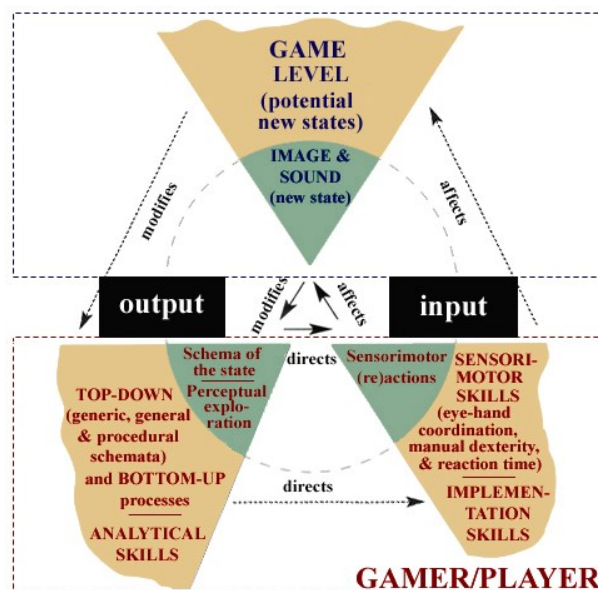 GAME
LEVEL
(potential
new states)
IMAGE &
SOUND
(new state)
modifies
affects
output
modifies
affects
input
Schema of
the state
Perceptual
explo-
ration
directs
Sensorimotor
(re)actions
TOP-DOWN
(generic, general
& procedural
schemata)
and BOTTOM-UP
processes
ANALYTICAL
SKILLS
SENSORI-
MOTOR
SKILLS
(eye-hand
coordination,
manual dexterity,
& reaction time)
IMPLEMEN-
TATION
SKILLS
directs
GAMER/PLAYER